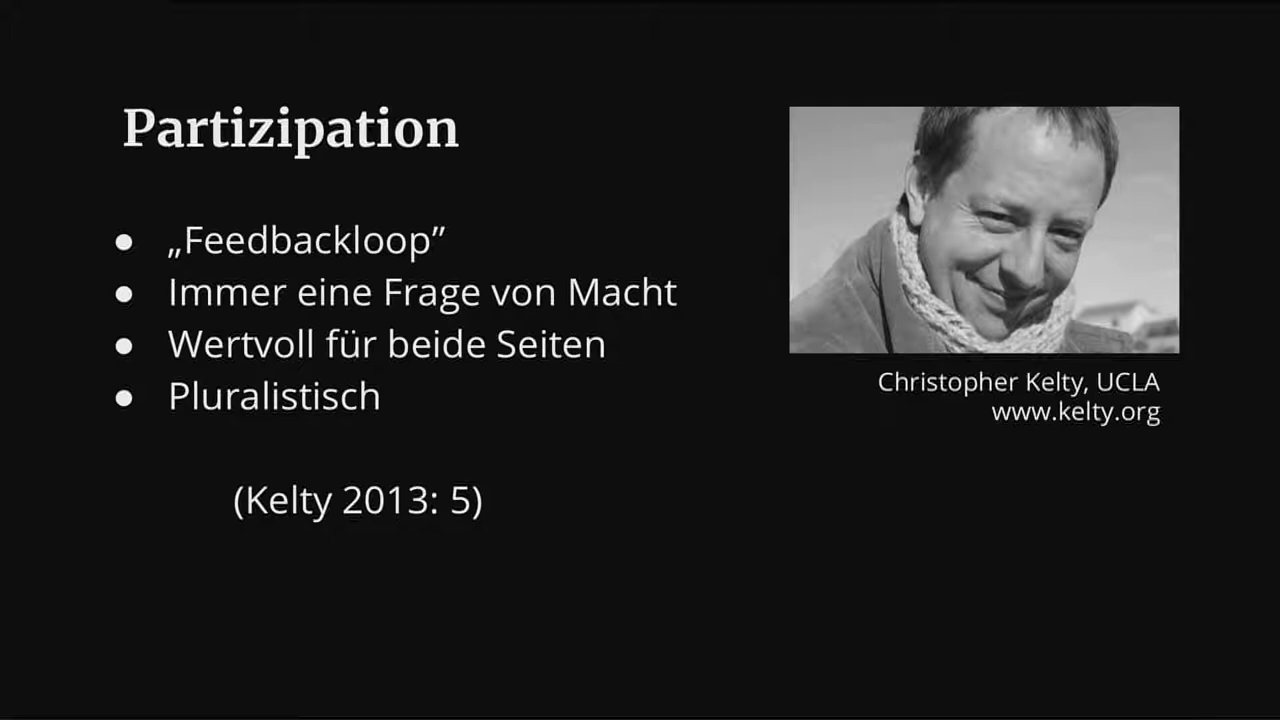 Partizipation
● „Feedbackloop”
● Immer eine Frage von Macht
● Wertvoll für beide Seiten
● Pluralistisch
(Kelty 2013: 5)
Christopher Kelty, UCLA
www.kelty.org